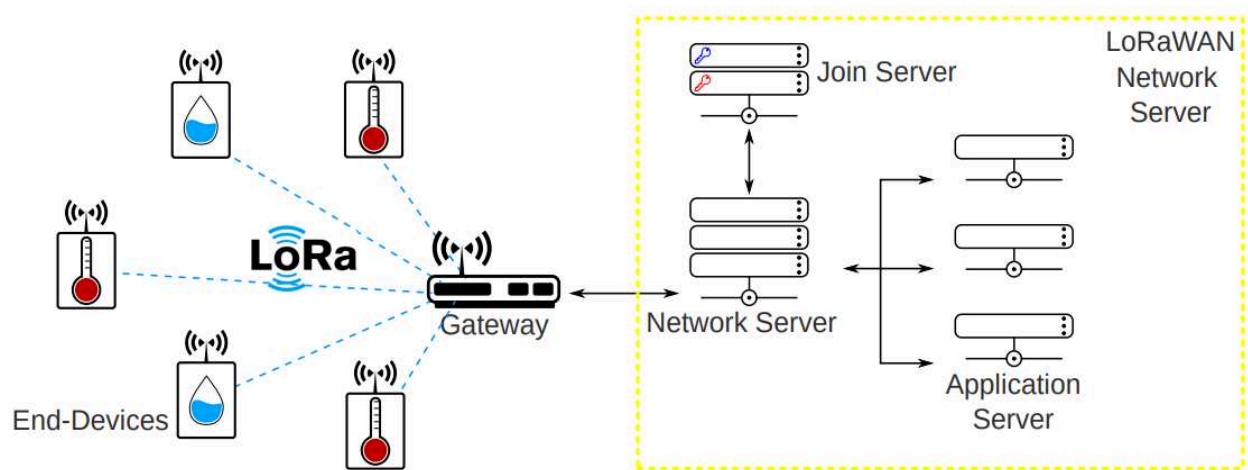 LoRaWAN
Network
Server
Join Server
LoRa
Gateway
Network Server
End-Devices
Application
Server